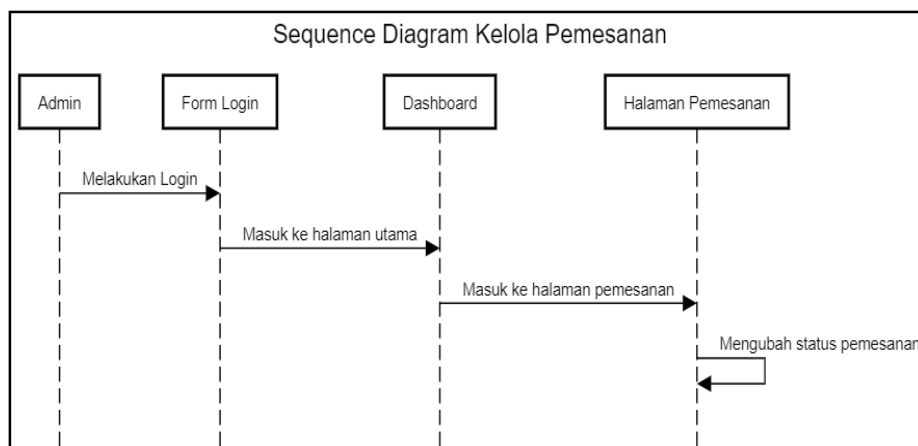 Sequence Diagram Kelola Pemesanan
Admin
Form Login
Dashboard
Halaman Pemesanan
Melakukan Login
Masuk ke halaman utama
Masuk ke halaman pemesanan
Mengubah status pemesanan